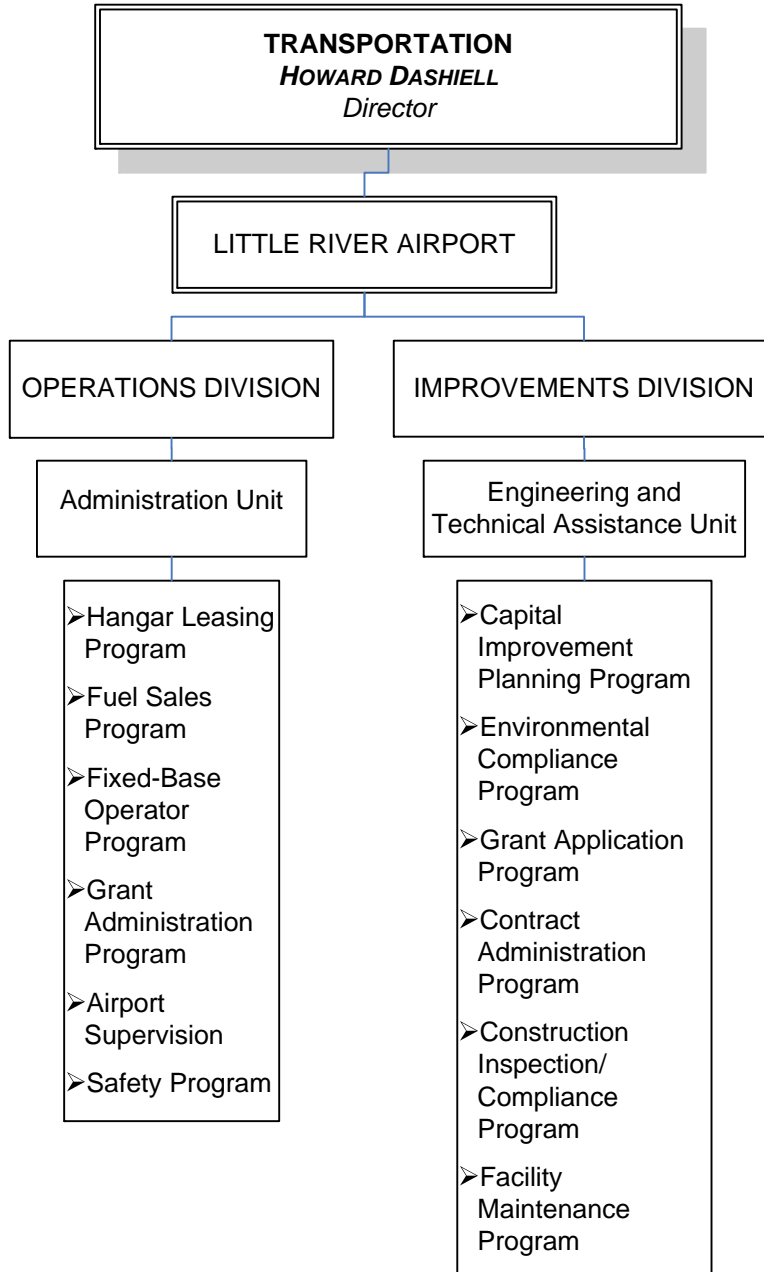 TRANSPORTATION
HOWARD DASHIELL
Director
LITTLE RIVER AIRPORT
OPERATIONS DIVISION
Administration Unit
➢Hangar Leasing
Program
➢Fuel Sales
Program
➢Fixed-Base
Operator
Program
➢Grant
Administration
Program
➢Airport
Supervision
➢Safety Program
IMPROVEMENTS DIVISION
Engineering and
Technical Assistance Unit
➢Capital
Improvement
Planning Program
➢Environmental
Compliance
Program
➢Grant Application
Program
➢Contract
Administration
Program
➢Construction
Inspection/
Compliance
Program
➢Facility
Maintenance
Program